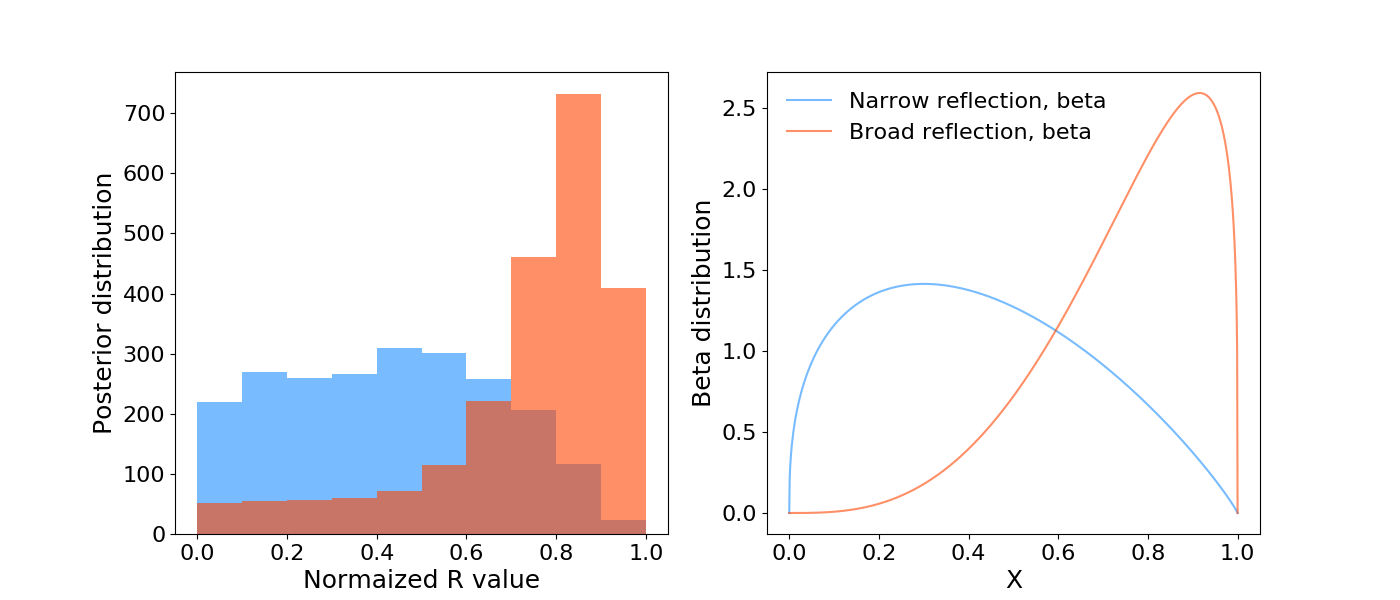 Posterior distribution
700
600
500
400
300
200
100
0
0.0 0.2 0.4 0.6 0.8 1.0
Normaized R value
Beta distribution
2.5
2.0
1.5
1.0
0.5
0.0
Narrow reflection, beta
Broad reflection, beta
0.0 0.2 0.4 0.6 0.8 1.0
X